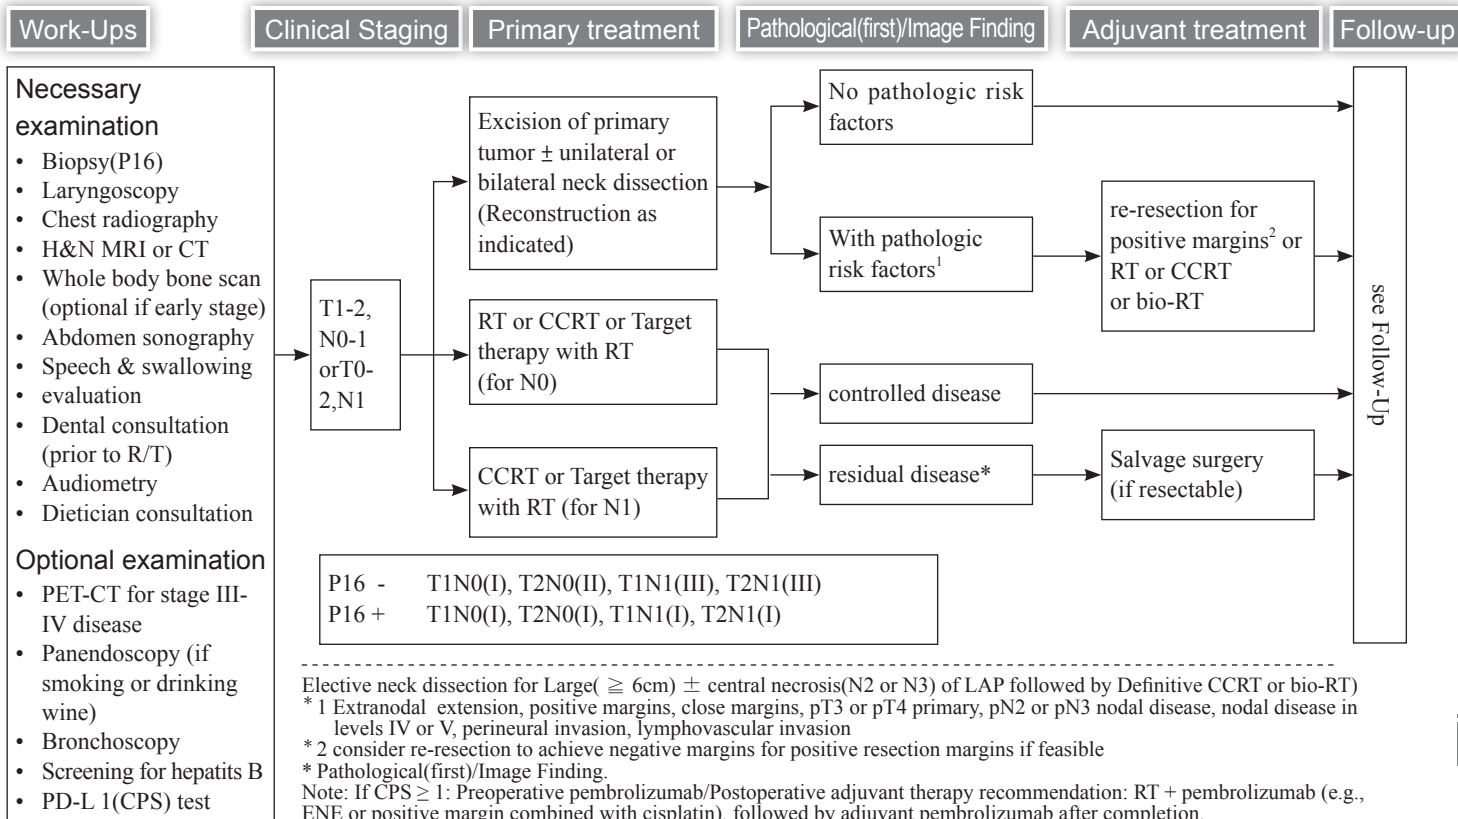 Work-Ups
Clinical Staging
Primary treatment
Pathological(first)/Image Finding
Adjuvant treatment
Follow-up
Necessary
examination
• Biopsy(P16)
• Laryngoscopy
• Chest radiography
• H&N MRI or CT
• Whole body bone scan
(optional if early stage)
• Abdomen sonography
• Speech & swallowing
• evaluation
• Dental consultation
(prior to R/T)
• Audiometry
• Dietician consultation
Optional examination
• PET-CT for stage III-
IV disease
• Panendoscopy (if
smoking or drinking
wine)
• Bronchoscopy
• Screening for hepatits B
• PD-L 1(CPS) test
T1-2,
N0-1
orT0-
2,N1
Excision of primary
tumor ± unilateral or
bilateral neck dissection
(Reconstruction as
indicated)
RT or CCRT or Target
therapy with RT
(for N0)
CCRT or Target therapy
with RT (for N1)
No pathologic risk
factors
With pathologic
risk factors1
controlled disease
residual disease*
re-resection for
positive margins2 or
RT or CCRT
or bio-RT
Salvage surgery
(if resectable)
see Follow-Up
P16 - T1N0(I), T2N0(II), T1N1(III), T2N1(III)
P16 + T1N0(I), T2N0(I), T1N1(I), T2N1(I)
Elective neck dissection for Large( ≧ 6cm) ± central necrosis(N2 or N3) of LAP followed by Definitive CCRT or bio-RT)
* 1 Extranodal extension, positive margins, close margins, pT3 or pT4 primary, pN2 or pN3 nodal disease, nodal disease in
levels IV or V, perineural invasion, lymphovascular invasion
* 2 consider re-resection to achieve negative margins for positive resection margins if feasible
* Pathological(first)/Image Finding.
Note: If CPS ≥ 1: Preoperative pembrolizumab/Postoperative adjuvant therapy recommendation: RT + pembrolizumab (e.g.,
ENE or positive margin combined with cisplatin), followed by adjuvant pembrolizumab after completion.